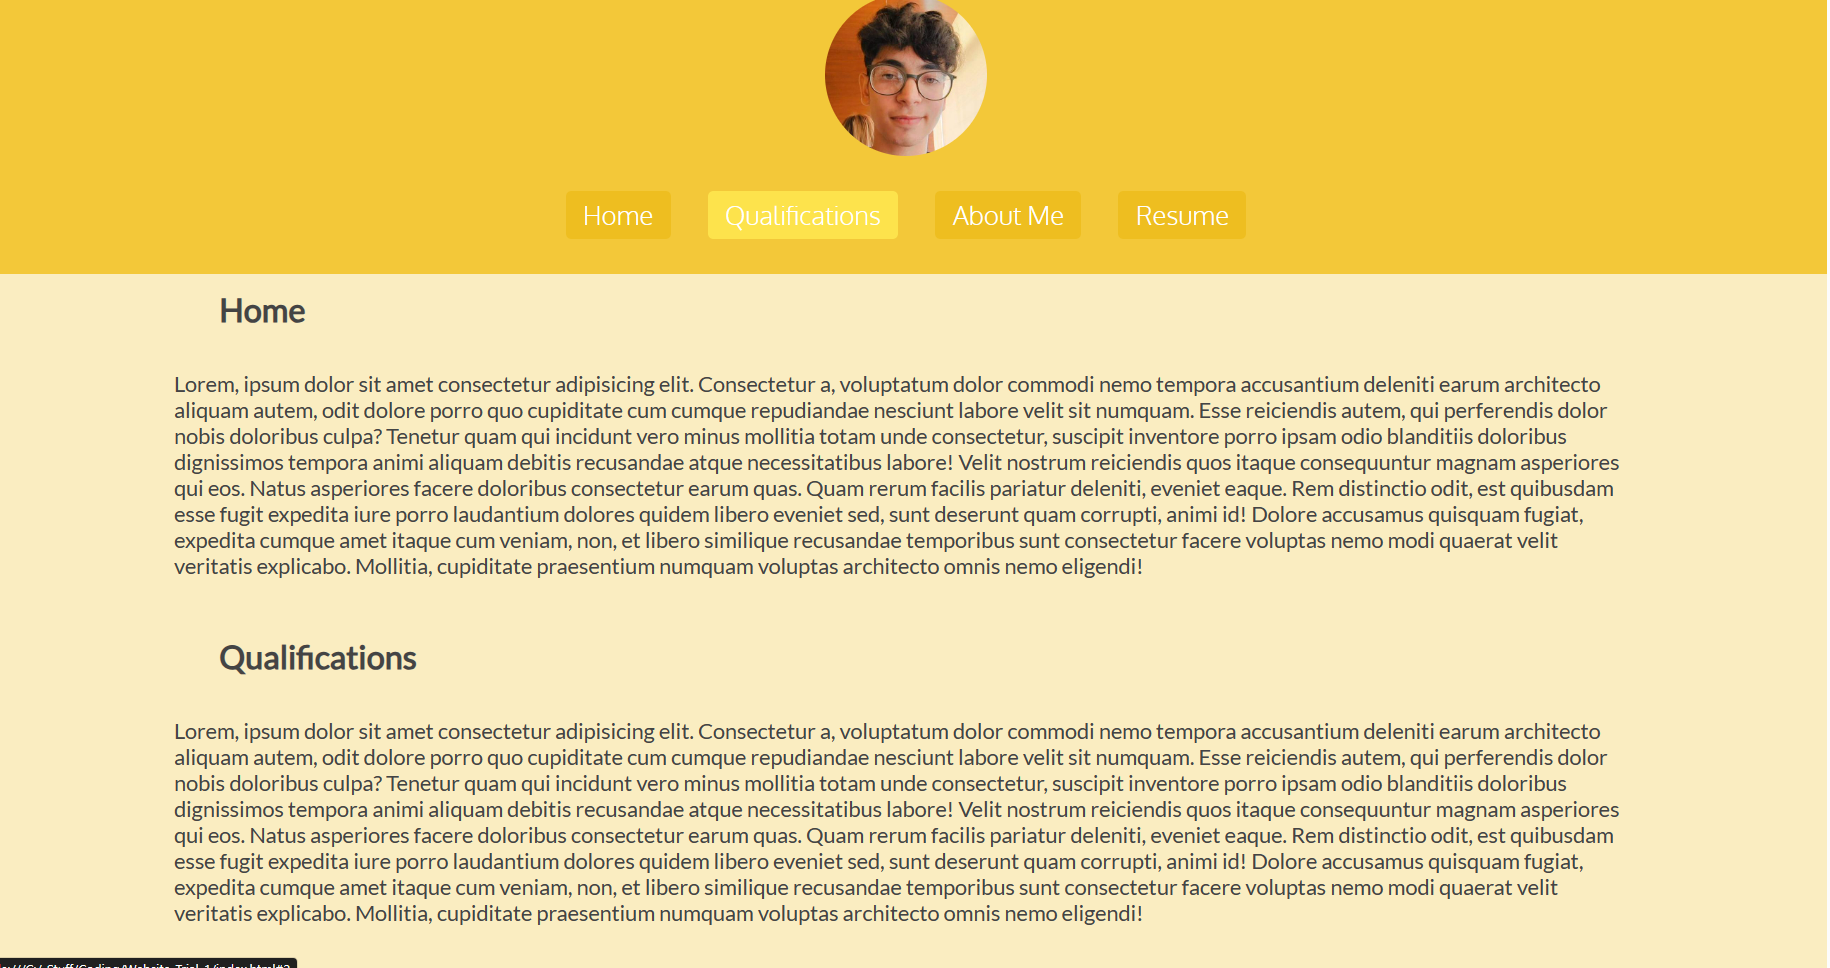 Home
Qualifications
About Me
Resume
Home
Lorem, ipsum dolor sit amet consectetur adipisicing elit. Consectetur a, voluptatum dolor commodi nemo tempora accusantium deleniti earum architecto
aliquam autem, odit dolore porro quo cupiditate cum cumque repudiandae nesciunt labore velit sit numquam. Esse reiciendis autem, qui perferendis dolor
nobis doloribus culpa? Tenetur quam qui incidunt vero minus mollitia totam unde consectetur, suscipit inventore porro ipsam odio blanditiis doloribus
dignissimos tempora animi aliquam debitis recusandae atque necessitatibus labore! Velit nostrum reiciendis quos itaque consequuntur magnam asperiores
qui eos. Natus asperiores facere doloribus consectetur earum quas. Quam rerum facilis pariatur deleniti, eveniet eaque. Rem distinctio odit, est quibusdam
esse fugit expedita iure porro laudantium dolores quidem libero eveniet sed, sunt deserunt quam corrupti, animi id! Dolore accusamus quisquam fugiat,
expedita cumque amet itaque cum veniam, non, et libero similique recusandae temporibus sunt consectetur facere voluptas nemo modi quaerat velit
veritatis explicabo. Mollitia, cupiditate praesentium numquam voluptas architecto omnis nemo eligendi!
Qualifications
Lorem, ipsum dolor sit amet consectetur adipisicing elit. Consectetur a, voluptatum dolor commodi nemo tempora accusantium deleniti earum architecto
aliquam autem, odit dolore porro quo cupiditate cum cumque repudiandae nesciunt labore velit sit numquam. Esse reiciendis autem, qui perferendis dolor
nobis doloribus culpa? Tenetur quam qui incidunt vero minus mollitia totam unde consectetur, suscipit inventore porro ipsam odio blanditiis doloribus
dignissimos tempora animi aliquam debitis recusandae atque necessitatibus labore! Velit nostrum reiciendis quos itaque consequuntur magnam asperiores
qui eos. Natus asperiores facere doloribus consectetur earum quas. Quam rerum facilis pariatur deleniti, eveniet eaque. Rem distinctio odit, est quibusdam
esse fugit expedita iure porro laudantium dolores quidem libero eveniet sed, sunt deserunt quam corrupti, animi id! Dolore accusamus quisquam fugiat,
expedita cumque amet itaque cum veniam, non, et libero similique recusandae temporibus sunt consectetur facere voluptas nemo modi quaerat velit
veritatis explicabo. Mollitia, cupiditate praesentium numquam voluptas architecto omnis nemo eligendi!